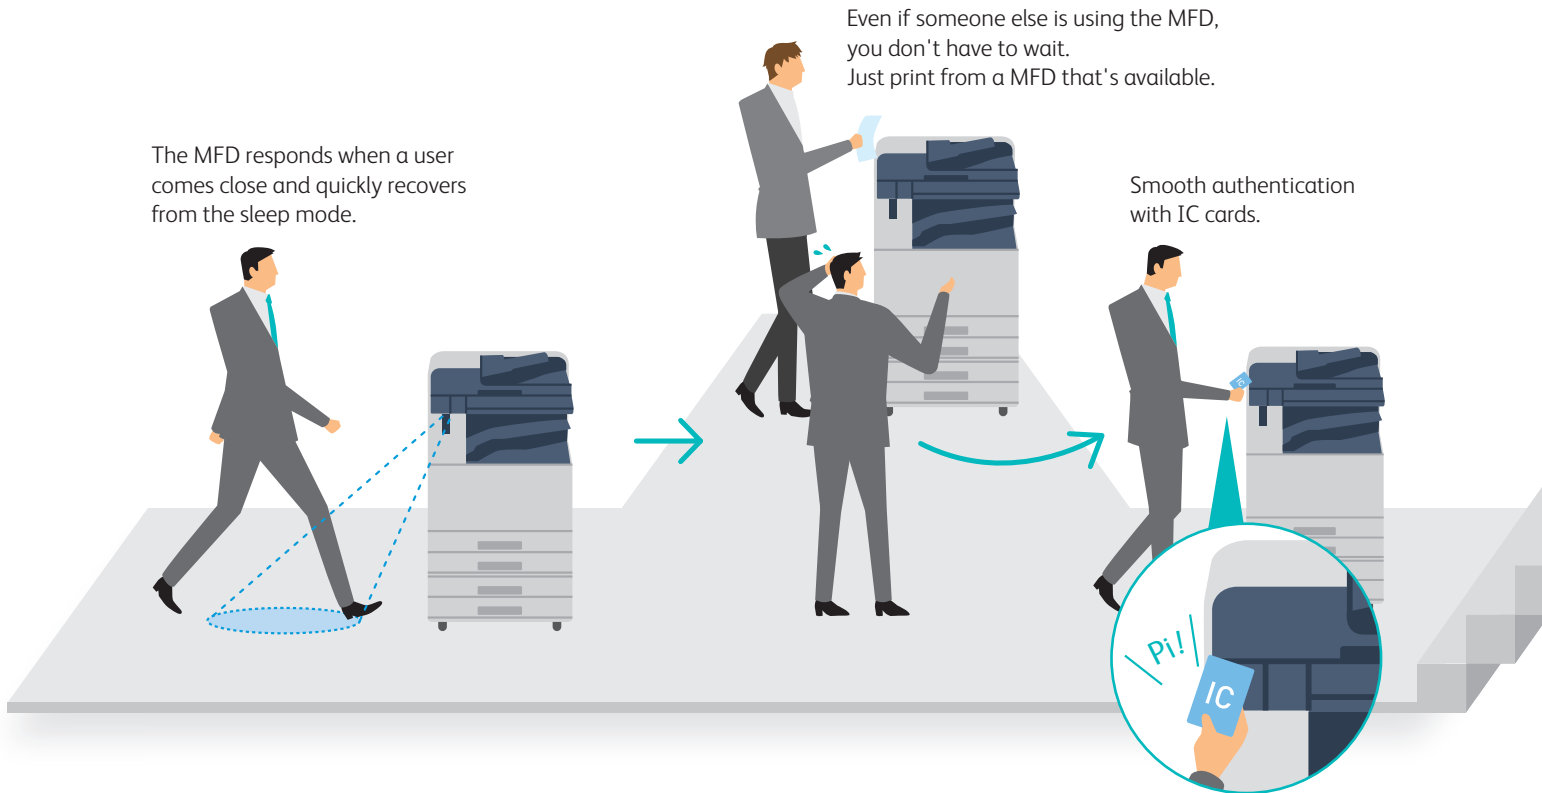 The MFD responds when a user
comes close and quickly recovers
from the sleep mode.
Even if someone else is using the MFD,
you don't have to wait.
Just print from a MFD that's available.
Smooth authentication
with IC cards.
IC
Pi!
IC